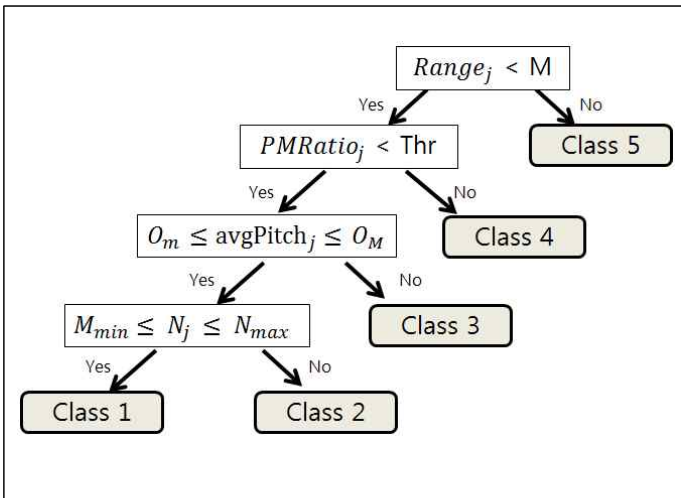 Range_j < M
Yes
No
PMRatio_j < Thr
Class 5
Yes
No
O_m ≤ avgPitch_j ≤ O_M
Class 4
Yes
No
M_min ≤ N_j ≤ N_max
Class 3
Yes
No
Class 1
Class 2